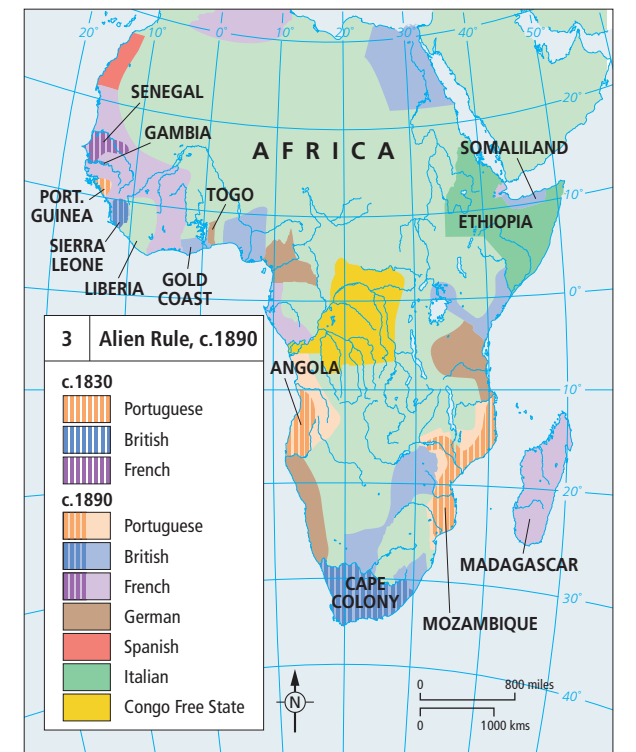 20° 10° 0° 10° 20° 30° 40° 50°
20°
SENEGAL
GAMBIA
AFRICA
SOMALILAND
10°
PORT.
GUINEA
TOGO
ETHIOPIA
SIERRA
LEONE
LIBERIA
GOLD
COAST
0°
3 Alien Rule, c.1890
c.1830
Portuguese
British
French
c.1890
Portuguese
British
French
German
Spanish
Italian
Congo Free State
ANGOLA
10°
20°
MADAGASCAR
CAPE
COLONY
30°
MOZAMBIQUE
N
0 800 miles
0 1000 kms
40°